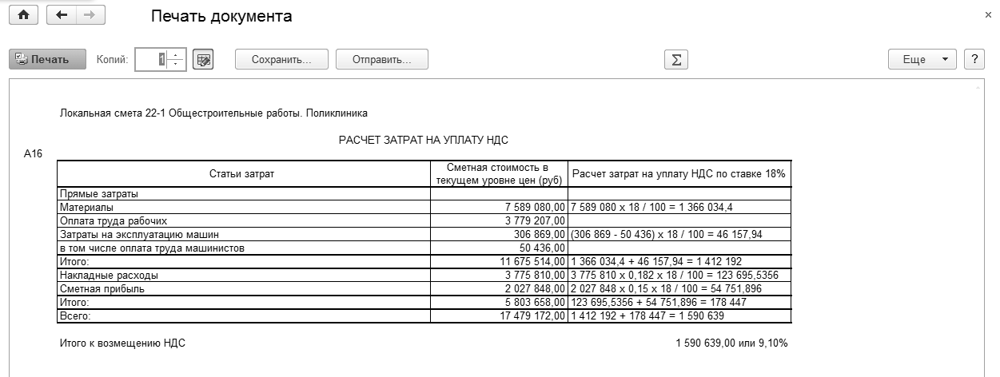 Печать документа
Печать Копий: 1 Сохранить... Отправить... Σ Еще ?
Локальная смета 22-1 Общестроительные работы. Поликлиника
РАСЧЕТ ЗАТРАТ НА УПЛАТУ НДС
А16
Статьи затрат
Сметная стоимость в
текущем уровне цен (руб)
Расчет затрат на уплату НДС по ставке 18%
Прямые затраты
Материалы 7 589 080,00 7 589 080 x 18 / 100 = 1 366 034,4
Оплата труда рабочих 3 779 207,00
Затраты на эксплуатацию машин 306 869,00 (306 869 - 50 436) x 18 / 100 = 46 157,94
в том числе оплата труда машинистов 50 436,00
Итого: 11 675 514,00 1 366 034,4 + 46 157,94 = 1 412 192
Накладные расходы 3 775 810,00 3 775 810 x 0,182 x 18 / 100 = 123 695,5356
Сметная прибыль 2 027 848,00 2 027 848 x 0,15 x 18 / 100 = 54 751,896
Итого: 5 803 658,00 123 695,5356 + 54 751,896 = 178 447
Всего: 17 479 172,00 1 412 192 + 178 447 = 1 590 639
Итого к возмещению НДС 1 590 639,00 или 9,10%